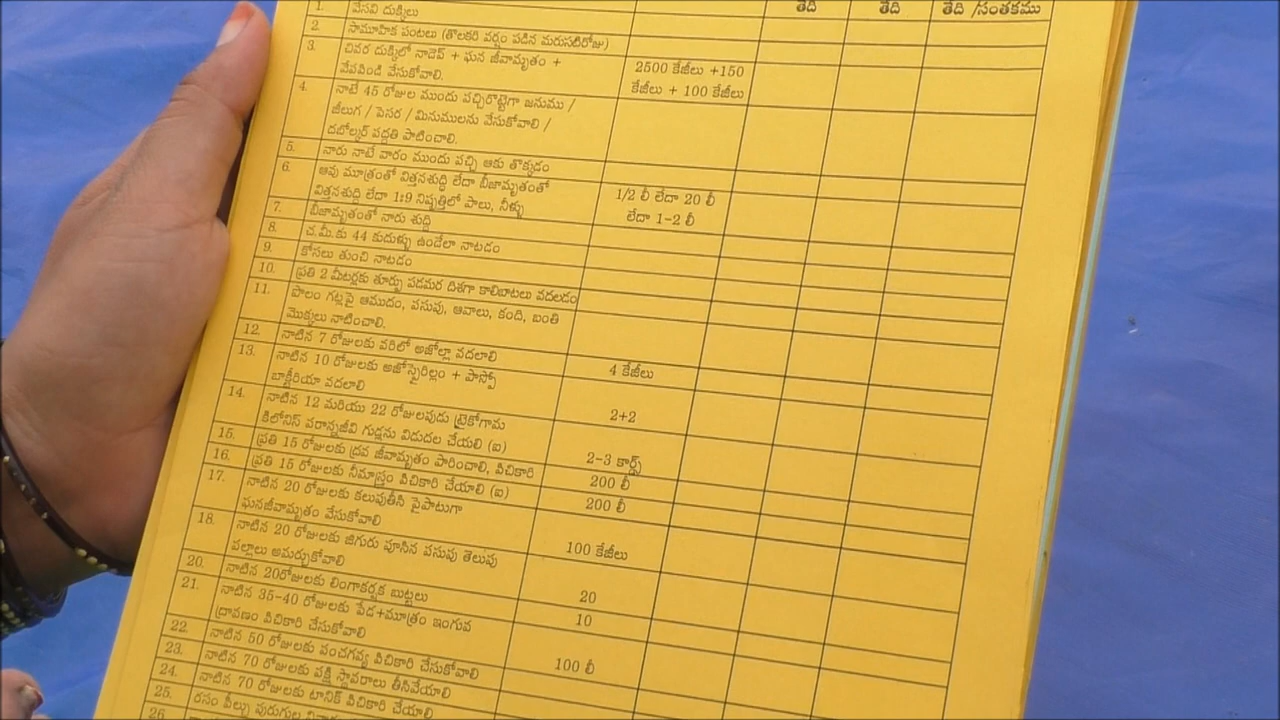 తేది తేది తేది /సంతకము
1. వేసవి దుక్కిలు
2. సామూహిక పంటలు (తొలకరి వర్షం పడిన మరుసటిరోజు)
3. చివర దుక్కిలో నాడెప్ + ఘన జీవామృతం + 2500 కేజీలు +150
వేపపిండి వేసుకోవాలి. కేజీలు + 100 కేజీలు
4. నాటే 45 రోజుల ముందు పచ్చిరొట్టెగా జనుము /
జీలుగ / పెసర / మినుములను వేసుకోవాలి /
దబోల్కర్ పద్ధతి పాటించాలి.
5. నారు నాటే వారం ముందు పచ్చి ఆకు తొక్కడం
6. ఆవు మూత్రంతో విత్తనశుద్ధి లేదా బీజామృతంతో 1/2 లీ లేదా 20 లీ
విత్తనశుద్ధి లేదా 1:9 నిష్పత్తిలో పాలు, నీళ్ళు లేదా 1-2 లీ
7. బీజామృతంతో నారు శుద్ధి
8. చ.మీ.కు 44 కుదుళ్ళు ఉండేలా నాటడం
9. కోసలు తుంచి నాటడం
10. ప్రతి 2 మీటర్లకు తూర్పు పడమర దిశగా కాలిబాటలు వదలడం
11. పొలం గట్లపై ఆముదం, పసుపు, ఆవాలు, కంది, బంతి
మొక్కలు నాటించాలి.
12. నాటిన 7 రోజులకు వరిలో అజోల్లా వదలాలి 4 కేజీలు
13. నాటిన 10 రోజులకు అజోస్పైరిల్లం + పాస్ఫో 2+2
బాక్టీరియా వదలాలి
14. నాటిన 12 మరియు 22 రోజులపుడు ట్రైకోగామ 2-3 కార్డ్స్
కిలోనిస్ పరాన్నజీవి గుడ్లను విడుదల చేయలి (ఐ)
15. ప్రతి 15 రోజులకు ద్రవ జీవామృతం పారించాలి, పిచికారి 200 లీ
16. ప్రతి 15 రోజులకు నీమాస్త్రం పిచికారి చేయాలి (ఐ) 200 లీ
17. నాటిన 20 రోజులకు కలుపుతీసి పైపాటుగా 100 కేజీలు
ఘనజీవామృతం వేసుకోవాలి
18. నాటిన 20 రోజులకు జిగురు పూసిన పసుపు తెలుపు 20
పల్లాలు అమర్చుకోవాలి
20. నాటిన 20రోజులకు లింగాకర్షక బుట్టలు 10
21. నాటిన 35-40 రోజులకు పేడ+మూత్రం ఇంగువ 100 లీ
ద్రావణం పిచికారి చేసుకోవాలి
22. నాటిన 50 రోజులకు పంచగవ్య పిచికారి చేసుకోవాలి
23. నాటిన 70 రోజులకు పక్షి స్థావరాలు తీసివేయాలి
24. నాటిన 70 రోజులకు టానిక్ పిచికారి చేయాలి
25. రసం పీల్చు పురుగుల
26.